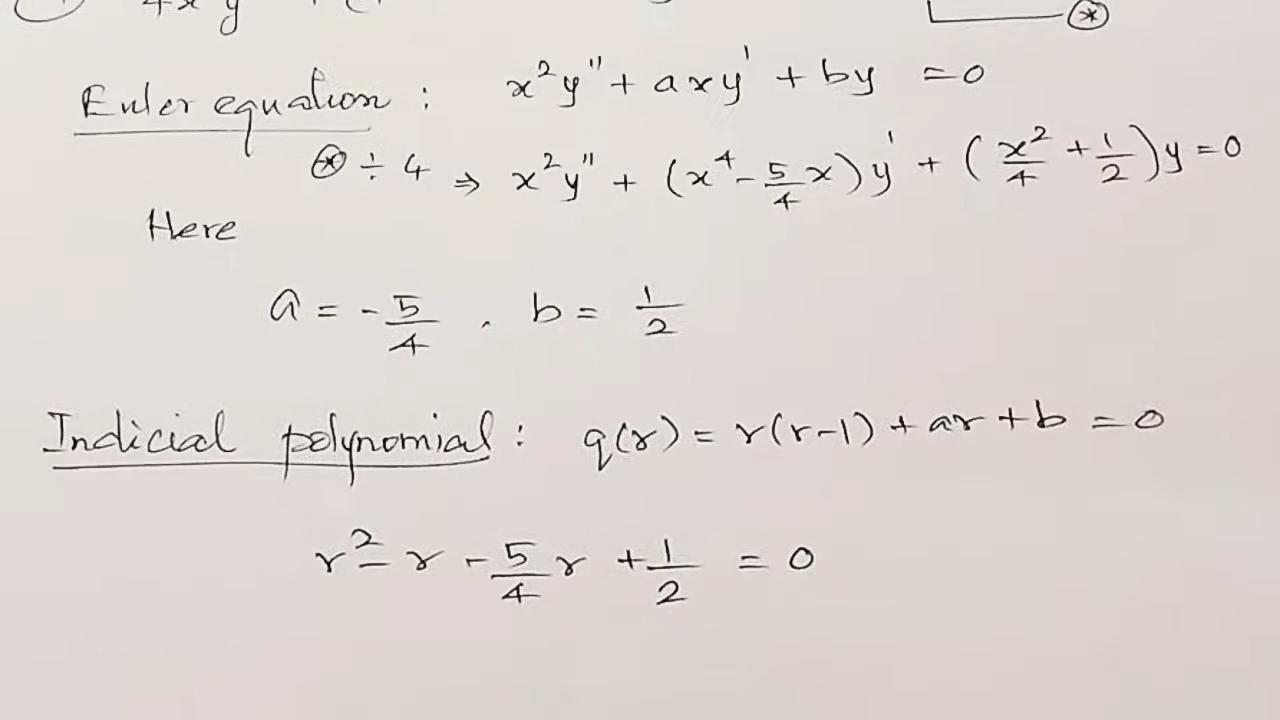 4x y
⊛
Euler equation : x²y'' + axy' + by = 0
⊛ ÷ 4 ⇒ x²y'' + (x⁴ - 5/4 x) y' + (x²/4 + 1/2) y = 0
Here
a = - 5/4 , b = 1/2
Indicial polynomial : q(r) = r(r-1) + ar + b = 0
r² - r - 5/4 r + 1/2 = 0